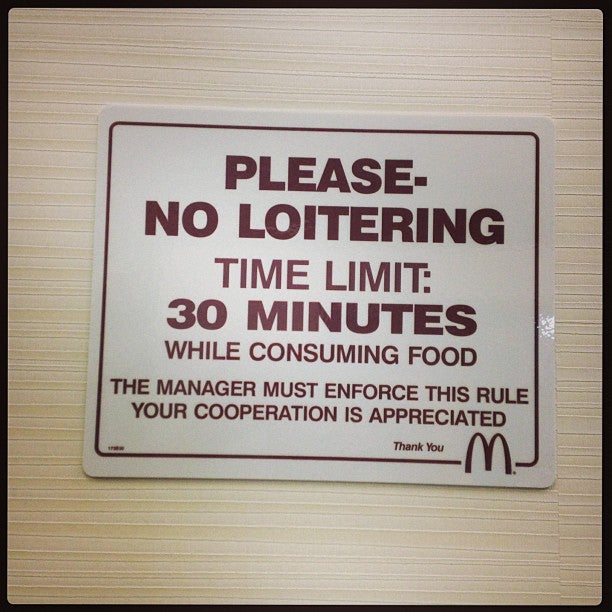 PLEASE-
NO LOITERING
TIME LIMIT:
30 MINUTES
WHILE CONSUMING FOOD
THE MANAGER MUST ENFORCE THIS RULE
YOUR COOPERATION IS APPRECIATED
Thank You